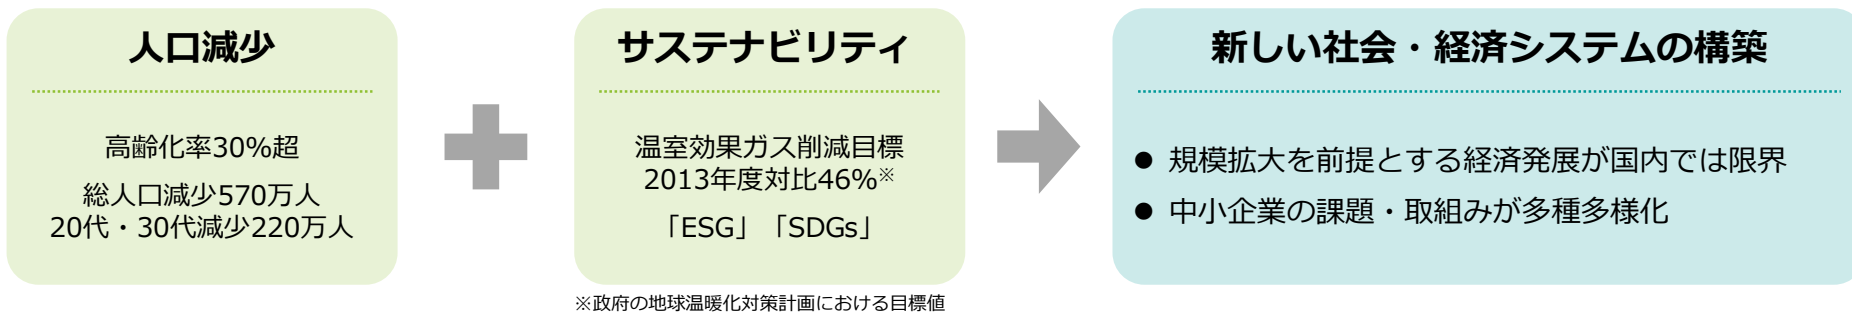 人口減少
高齢化率30%超
総人口減少570万人
20代・30代減少220万人
サステナビリティ
温室効果ガス削減目標
2013年度対比46%※
「ESG」「SDGs」
※政府の地球温暖化対策計画における目標値
新しい社会・経済システムの構築
● 規模拡大を前提とする経済発展が国内では限界
● 中小企業の課題・取組みが多種多様化